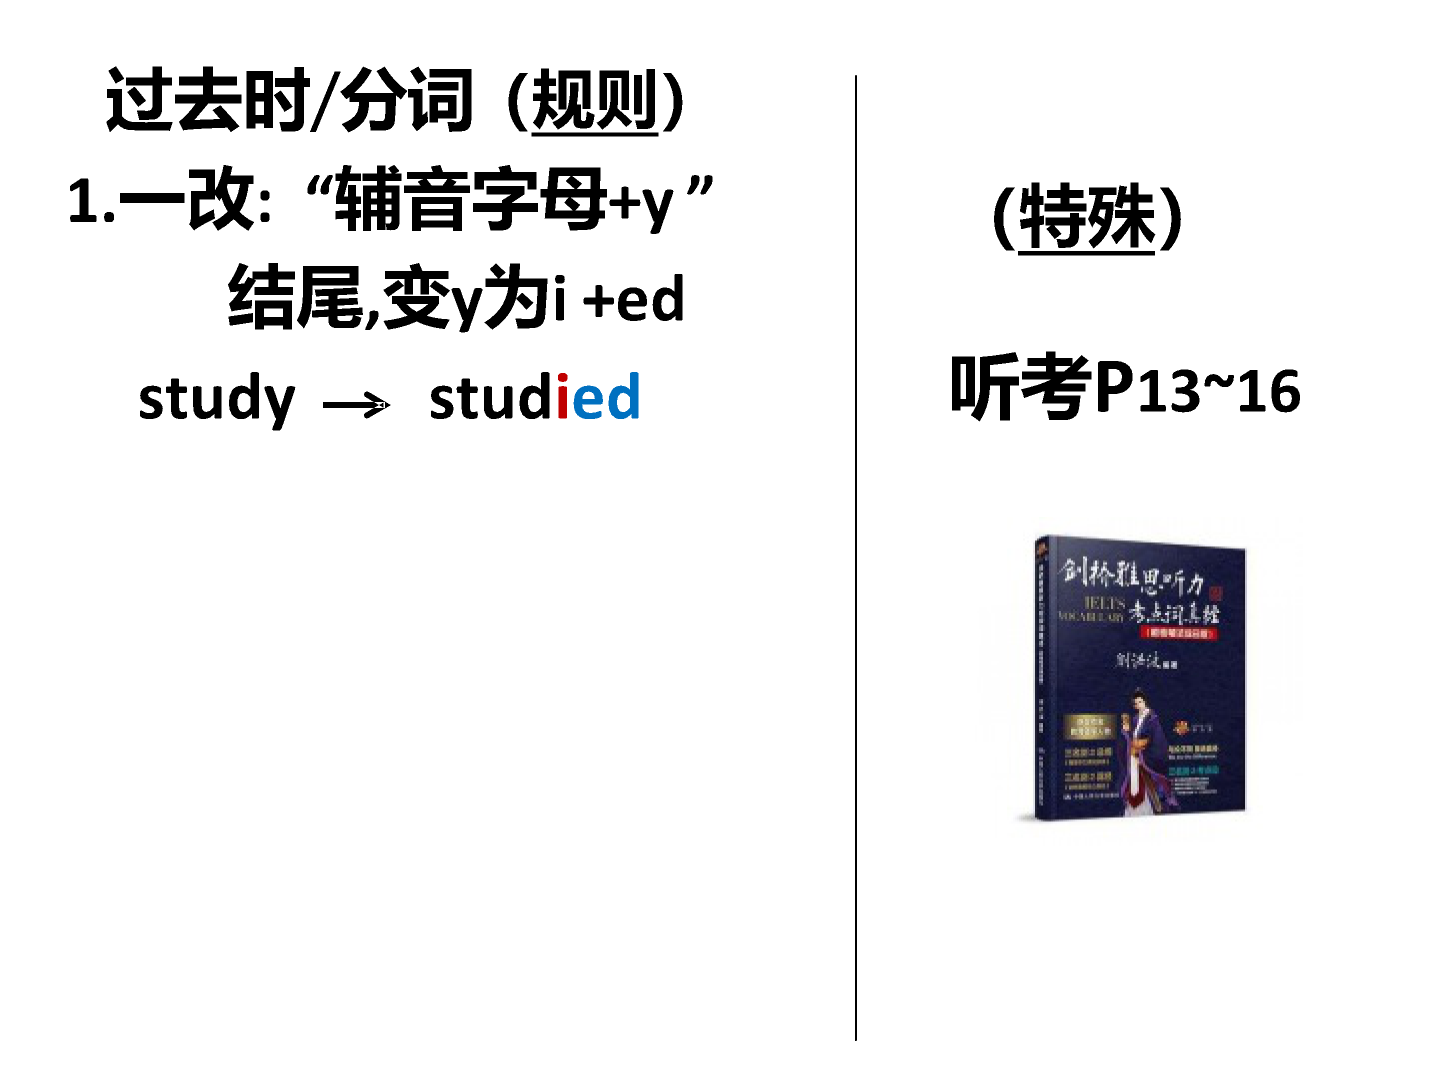 过去时/分词（规则）
1.一改: “辅音字母+y ”
结尾,变y为i +ed
study → studied
（特殊）
听考P13~16
剑桥雅思听力
IELTS
VOCABULARY
考点词真经
刘洪波 编著